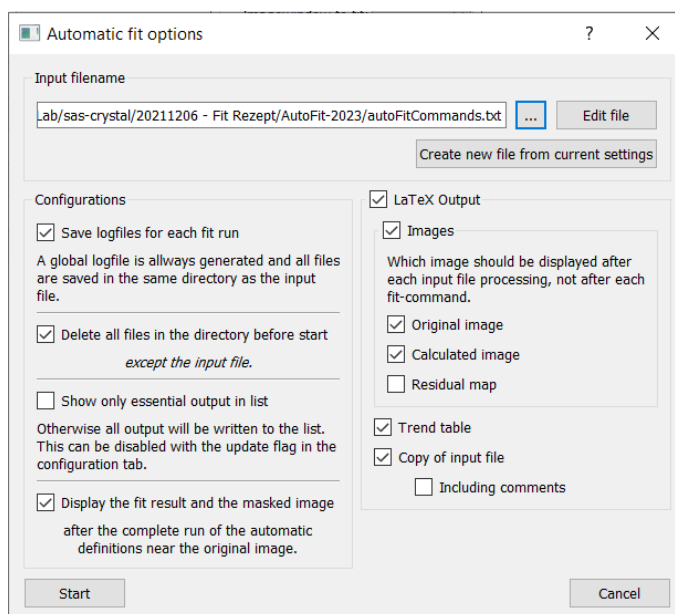 Automatic fit options
?
Input filename
Lab/sas-crystal/20211206 - Fit Rezept/AutoFit-2023/autoFitCommands.txt
...
Edit file
Create new file from current settings
Configurations
Save logfiles for each fit run
A global logfile is allways generated and all files
are saved in the same directory as the input
file.
Delete all files in the directory before start
except the input file.
Show only essential output in list
Otherwise all output will be written to the list.
This can be disabled with the update flag in the
configuration tab.
Display the fit result and the masked image
after the complete run of the automatic
definitions near the original image.
LaTeX Output
Images
Which image should be displayed after
each input file processing, not after each
fit-command.
Original image
Calculated image
Residual map
Trend table
Copy of input file
Including comments
Start
Cancel